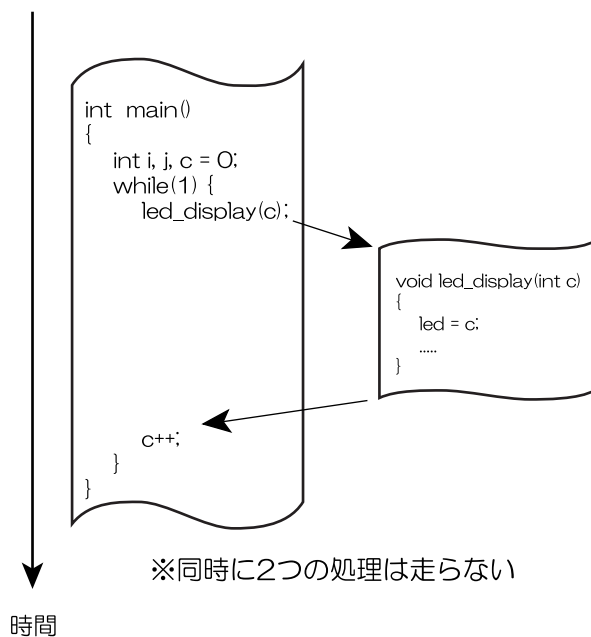 int main()
{
int i, j, c = 0;
while(1) {
led_display(c);
void led_display(int c)
{
led = c;
.....
}
c++;
}
}
※同時に2つの処理は走らない
時間